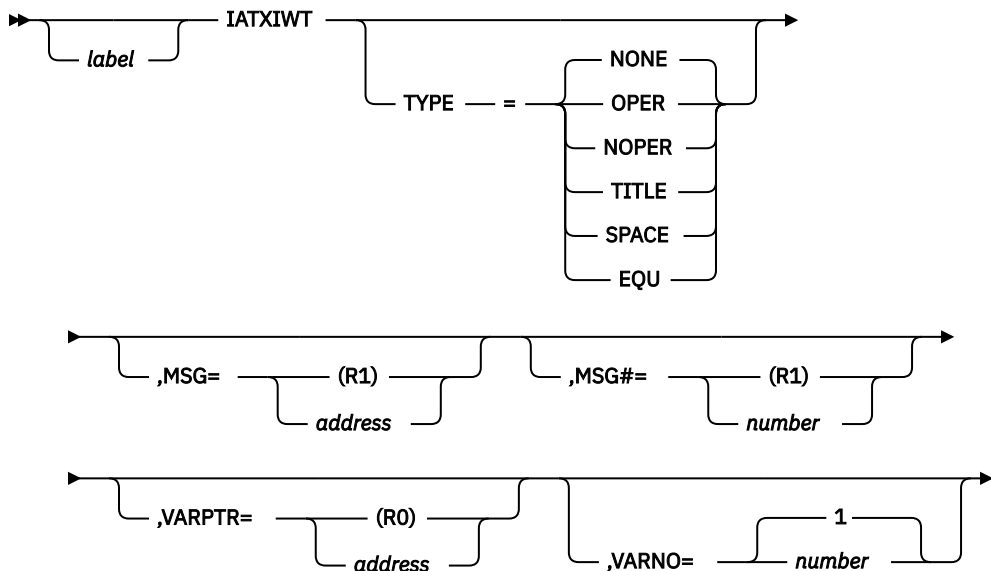 IATXIWT
label
NONE
TYPE = OPER
NOPER
TITLE
SPACE
EQU
,MSG= (R1) ,MSG#= (R1)
address number
,VARPTR= (R0) 1
address ,VARNO= number